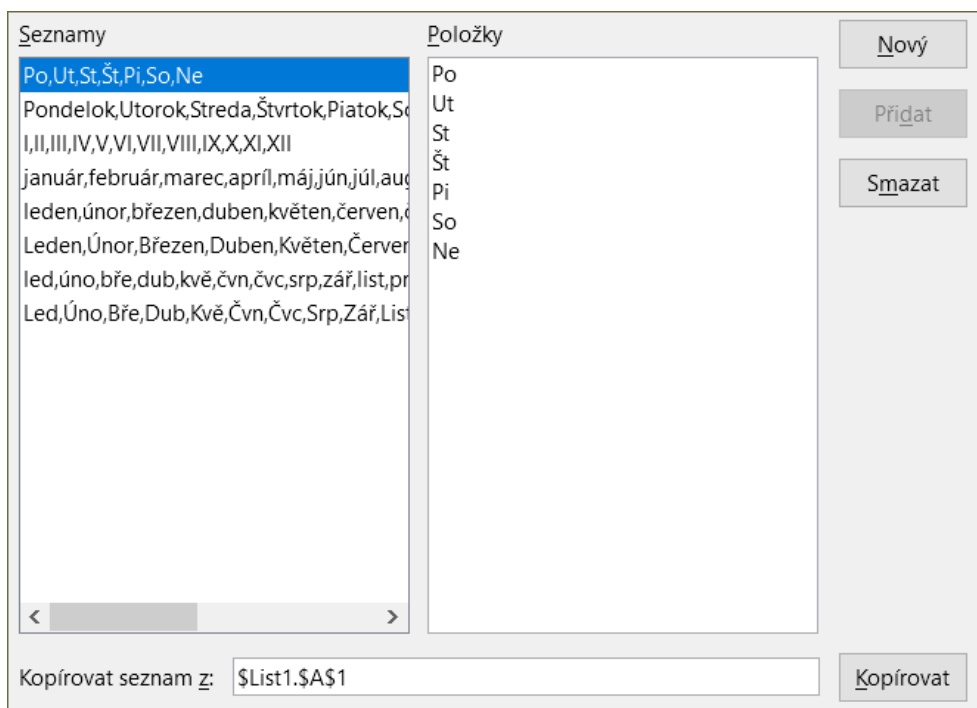 Seznamy
Po,Ut,St,Št,Pi,So,Ne
Pondelok,Utorok,Streda,Štvrtok,Piatok,So
I,II,III,IV,V,VI,VII,VIII,IX,X,XI,XII
január,február,marec,apríl,máj,jún,júl,aug
leden,únor,březen,duben,květen,červen,č
Leden,Únor,Březen,Duben,Květen,Červen
led,úno,bře,dub,kvě,čvn,čvc,srp,zář,list,pr
Led,Úno,Bře,Dub,Kvě,Čvn,Čvc,Srp,Zář,List
Položky
Po
Ut
St
Št
Pi
So
Ne
Nový
Přidat
Smazat
Kopírovat seznam z: $List1.$A$1
Kopírovat